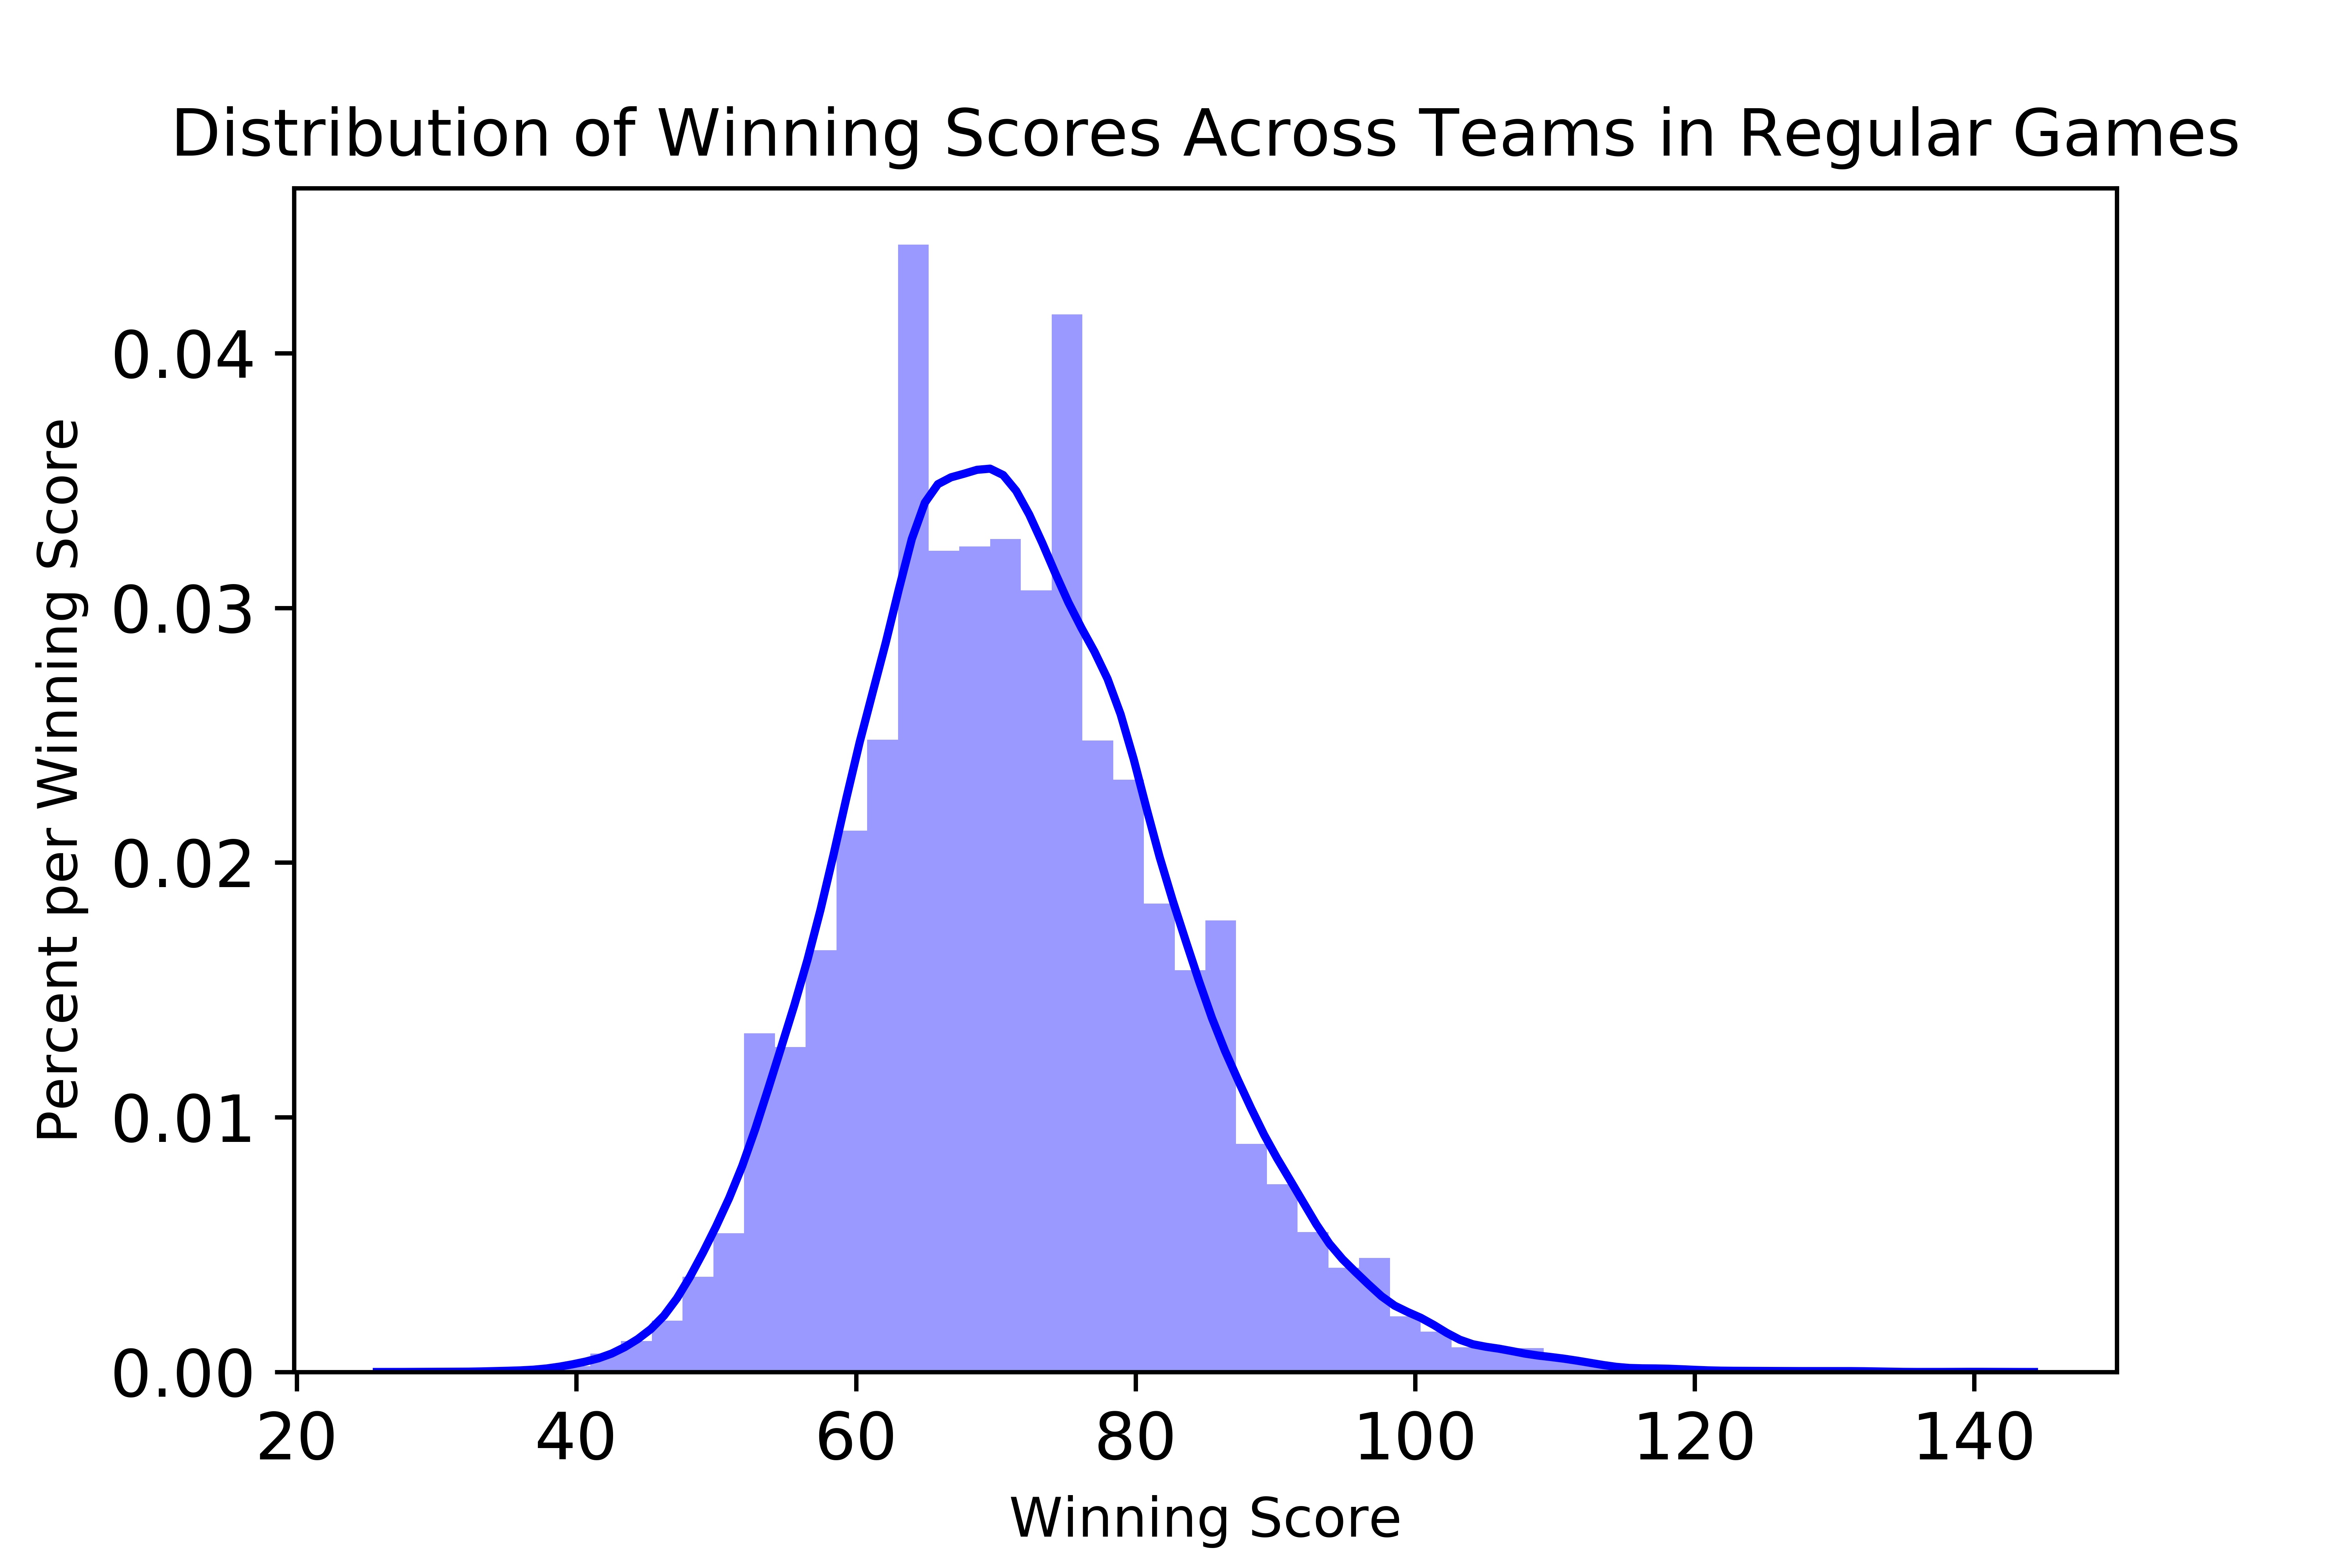 Distribution of Winning Scores Across Teams in Regular Games
Percent per Winning Score
0.04
0.03
0.02
0.01
0.00
20 40 60 80 100 120 140
Winning Score